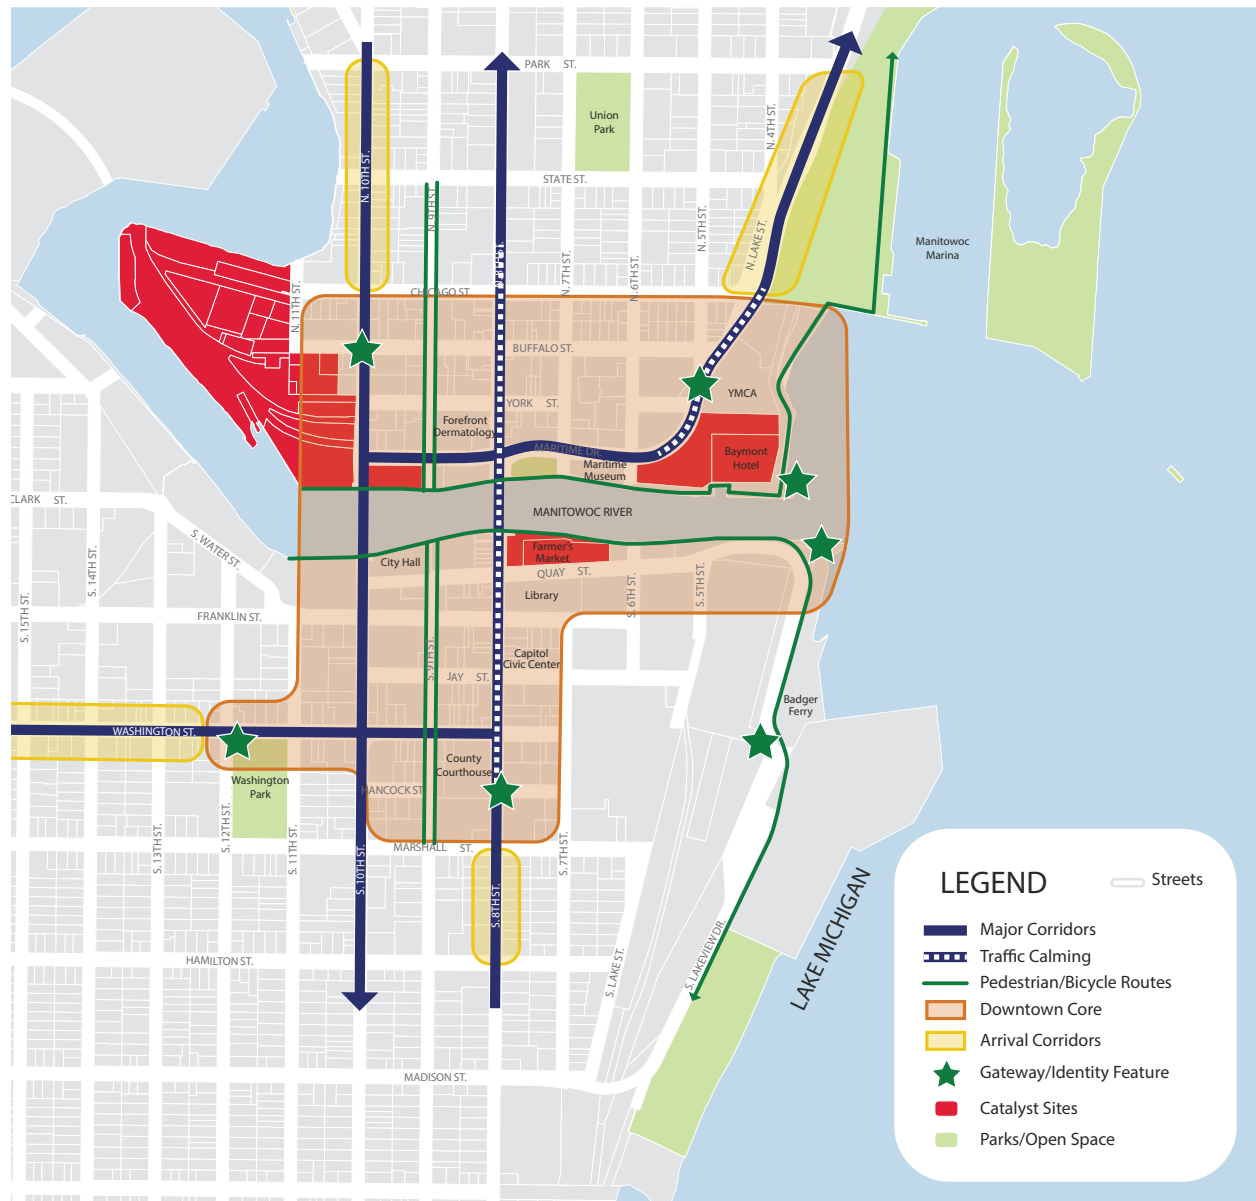 PARK ST.
Union
Park
N. 4TH ST.
N. 10TH ST.
STATE ST.
N. 9TH ST.
N. 5TH ST.
N. LAKE ST.
Manitowoc
Marina
N. 8TH ST.
N. 7TH ST.
N. 6TH ST.
CHICAGO ST.
N. 11TH ST.
BUFFALO ST.
YMCA
YORK ST.
Forefront
Dermatology
MARITIME DR.
Maritime
Museum
Baymont
Hotel
CLARK ST.
MANITOWOC RIVER
S. WATER ST.
City Hall
Farmer's
Market
QUAY ST.
S. 14TH ST.
S. 15TH ST.
Library
S. 6TH ST.
S. 5TH ST.
FRANKLIN ST.
S. 9TH ST.
Capitol
Civic Center
JAY ST.
Badger
Ferry
WASHINGTON ST.
County
Courthouse
Washington
Park
HANCOCK ST.
S. 13TH ST.
S. 12TH ST.
S. 11TH ST.
MARSHALL ST.
S. 7TH ST.
S. 10TH ST.
S. 8TH ST.
HAMILTON ST.
S. LAKE ST.
S. LAKEVIEW DR.
LAKE MICHIGAN
MADISON ST.
LEGEND
Streets
Major Corridors
Traffic Calming
Pedestrian/Bicycle Routes
Downtown Core
Arrival Corridors
Gateway/Identity Feature
Catalyst Sites
Parks/Open Space